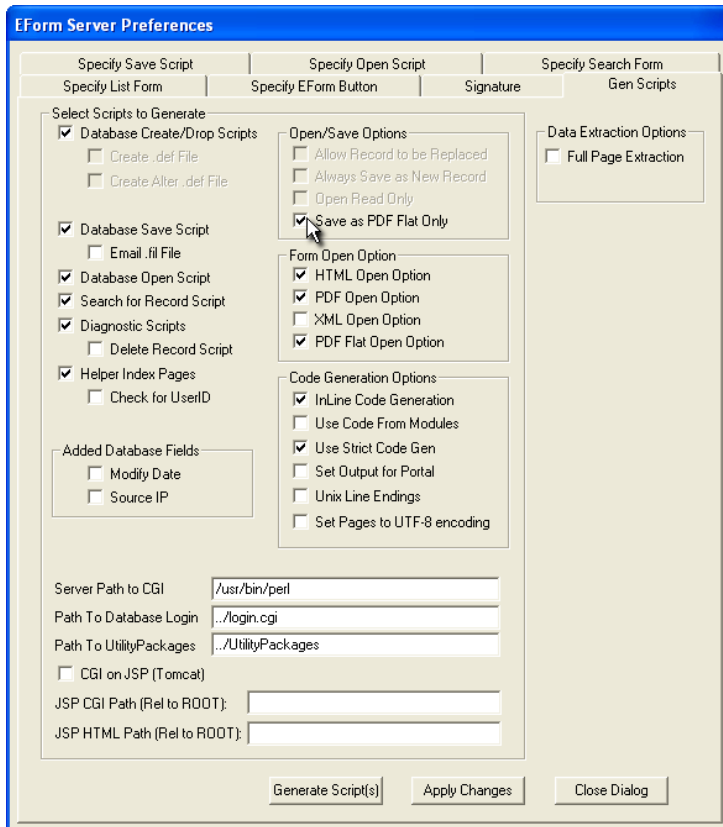 EForm Server Preferences
Specify Save Script
Specify Open Script
Specify Search Form
Specify List Form
Specify EForm Button
Signature
Gen Scripts
Select Scripts to Generate
Database Create/Drop Scripts
Create .def File
Create Alter .def File
Database Save Script
Email .fil File
Database Open Script
Search for Record Script
Diagnostic Scripts
Delete Record Script
Helper Index Pages
Check for UserID
Added Database Fields
Modify Date
Source IP
Open/Save Options
Allow Record to be Replaced
Always Save as New Record
Open Read Only
Save as PDF Flat Only
Form Open Option
HTML Open Option
PDF Open Option
XML Open Option
PDF Flat Open Option
Code Generation Options
InLine Code Generation
Use Code From Modules
Use Strict Code Gen
Set Output for Portal
Unix Line Endings
Set Pages to UTF-8 encoding
Data Extraction Options
Full Page Extraction
Server Path to CGI
/usr/bin/perl
Path To Database Login
../login.cgi
Path To UtilityPackages
../UtilityPackages
CGI on JSP (Tomcat)
JSP CGI Path (Rel to ROOT):
JSP HTML Path (Rel to ROOT):
Generate Script(s)
Apply Changes
Close Dialog